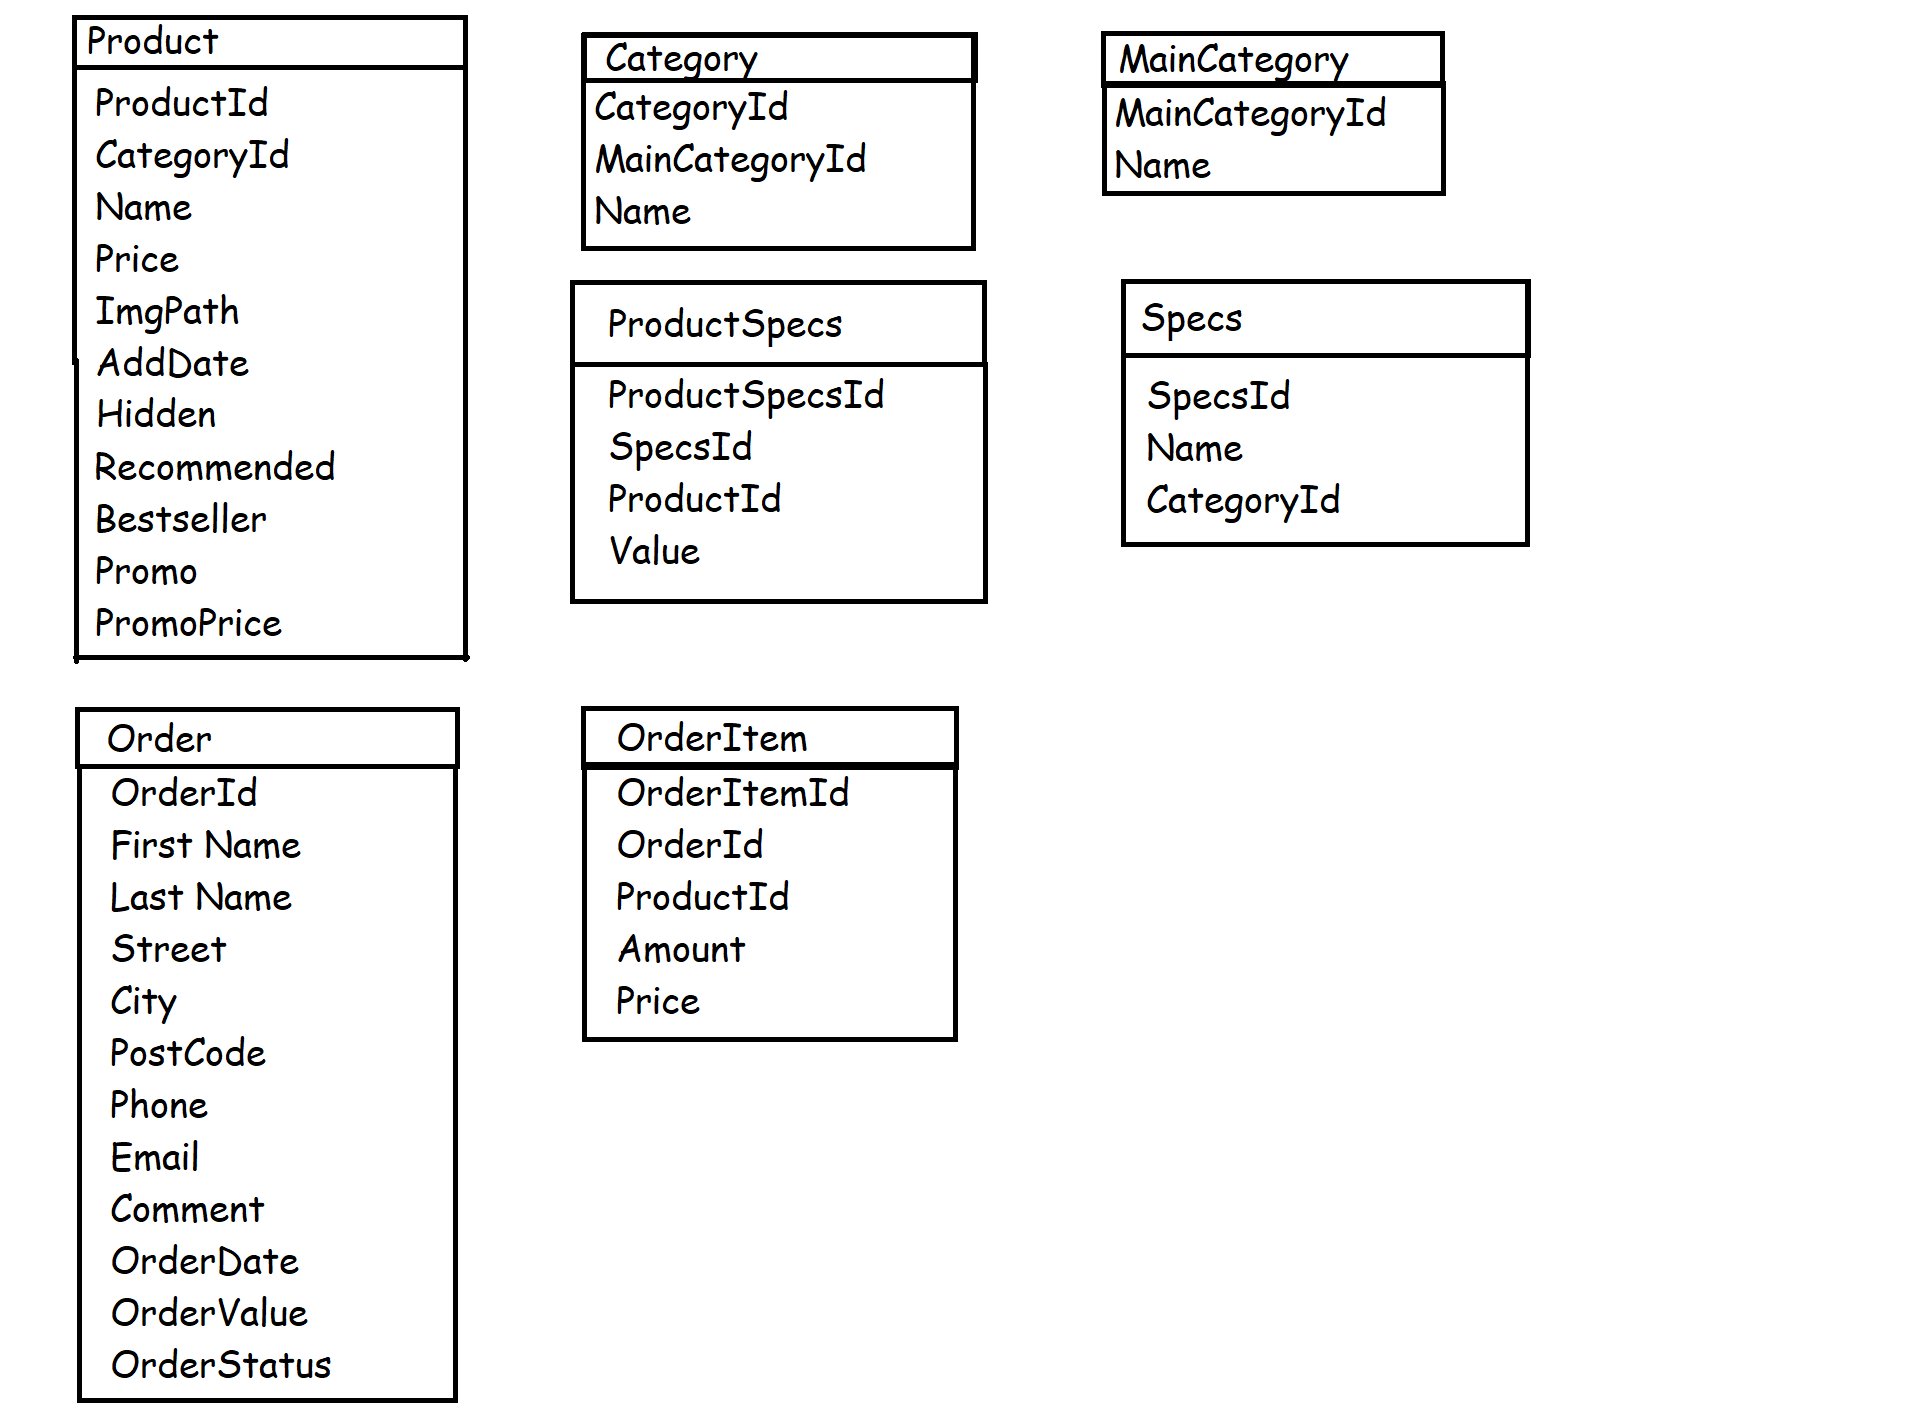 Product
ProductId
CategoryId
Name
Price
ImgPath
AddDate
Hidden
Recommended
Bestseller
Promo
PromoPrice
Category
CategoryId
MainCategoryId
Name
MainCategory
MainCategoryId
Name
ProductSpecs
ProductSpecsId
SpecsId
ProductId
Value
Specs
SpecsId
Name
CategoryId
Order
OrderId
First Name
Last Name
Street
City
PostCode
Phone
Email
Comment
OrderDate
OrderValue
OrderStatus
OrderItem
OrderItemId
OrderId
ProductId
Amount
Price